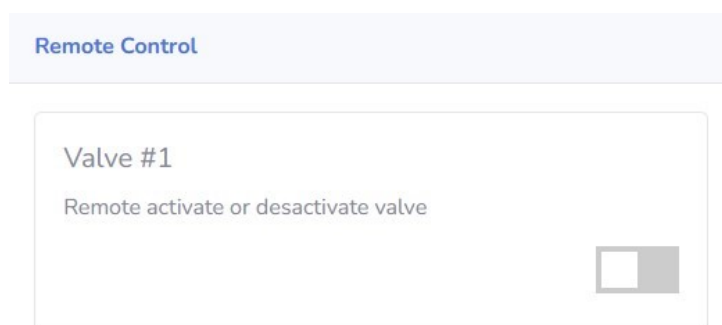 Remote Control
Valve #1
Remote activate or desactivate valve